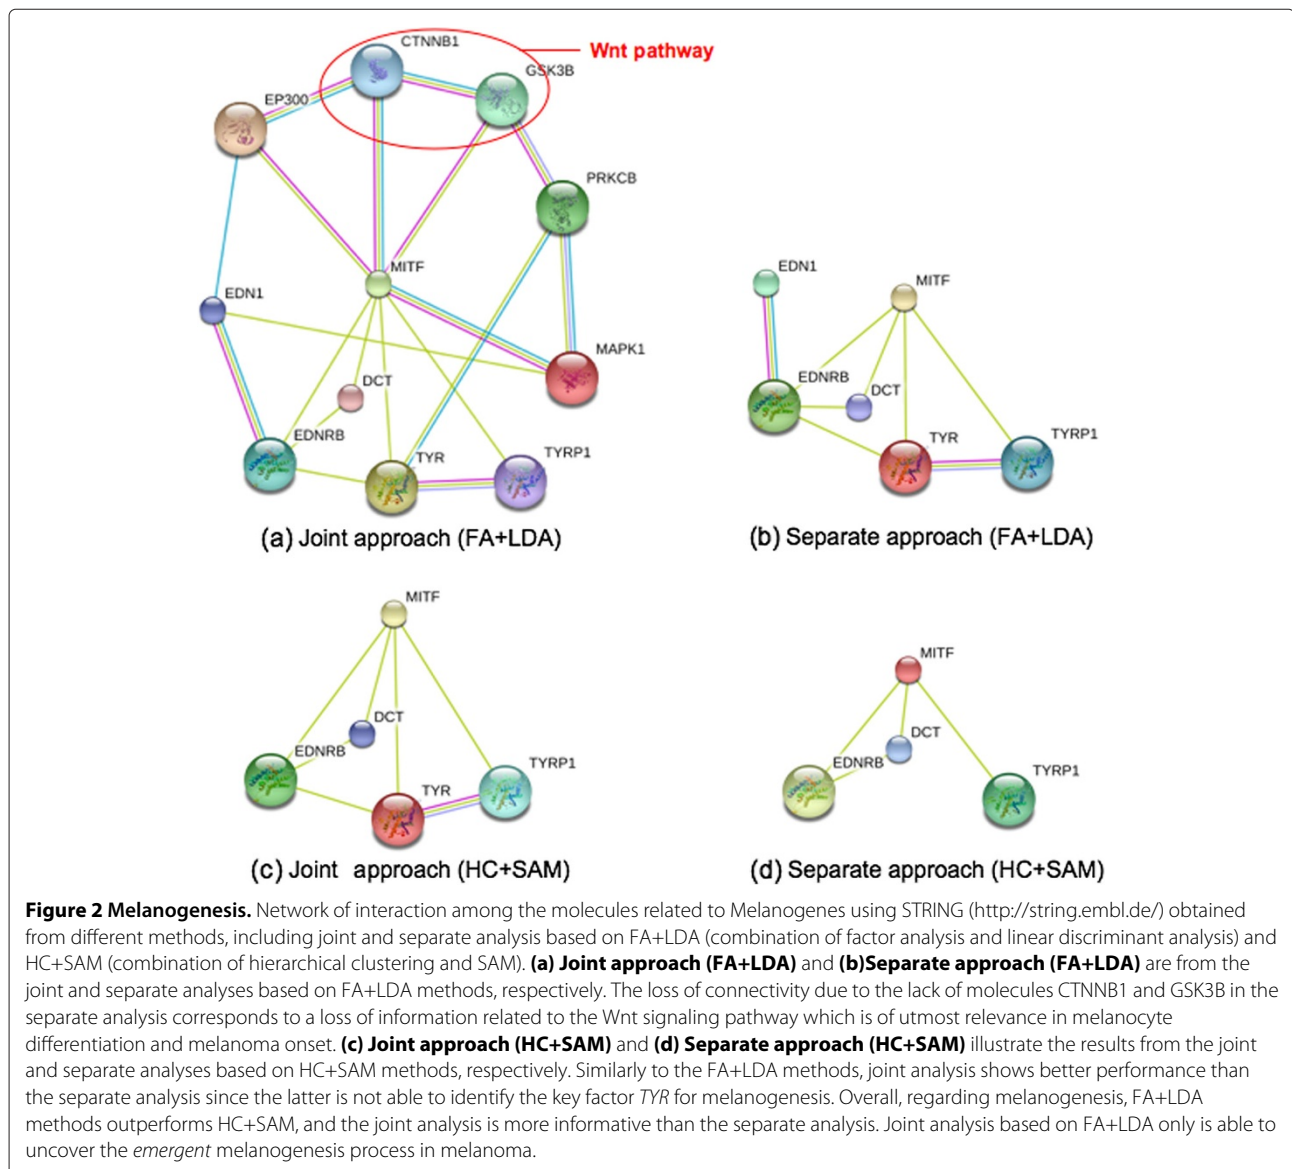 CTNNB1
Wnt pathway
GSK3B
EP300
PRKCB
MITF
EDN1
MAPK1
DCT
EDNRB
TYR
TYRP1
(a) Joint approach (FA+LDA)
EDN1
MITF
EDNRB
DCT
TYR
TYRP1
(b) Separate approach (FA+LDA)
MITF
DCT
EDNRB
TYRP1
TYR
(c) Joint approach (HC+SAM)
MITF
DCT
EDNRB
TYRP1
(d) Separate approach (HC+SAM)
Figure 2 Melanogenesis. Network of interaction among the molecules related to Melanogenes using STRING (http://string.embl.de/) obtained
from different methods, including joint and separate analysis based on FA+LDA (combination of factor analysis and linear discriminant analysis) and
HC+SAM (combination of hierarchical clustering and SAM). (a) Joint approach (FA+LDA) and (b)Separate approach (FA+LDA) are from the
joint and separate analyses based on FA+LDA methods, respectively. The loss of connectivity due to the lack of molecules CTNNB1 and GSK3B in the
separate analysis corresponds to a loss of information related to the Wnt signaling pathway which is of utmost relevance in melanocyte
differentiation and melanoma onset. (c) Joint approach (HC+SAM) and (d) Separate approach (HC+SAM) illustrate the results from the joint
and separate analyses based on HC+SAM methods, respectively. Similarly to the FA+LDA methods, joint analysis shows better performance than
the separate analysis since the latter is not able to identify the key factor TYR for melanogenesis. Overall, regarding melanogenesis, FA+LDA
methods outperforms HC+SAM, and the joint analysis is more informative than the separate analysis. Joint analysis based on FA+LDA only is able to
uncover the emergent melanogenesis process in melanoma.